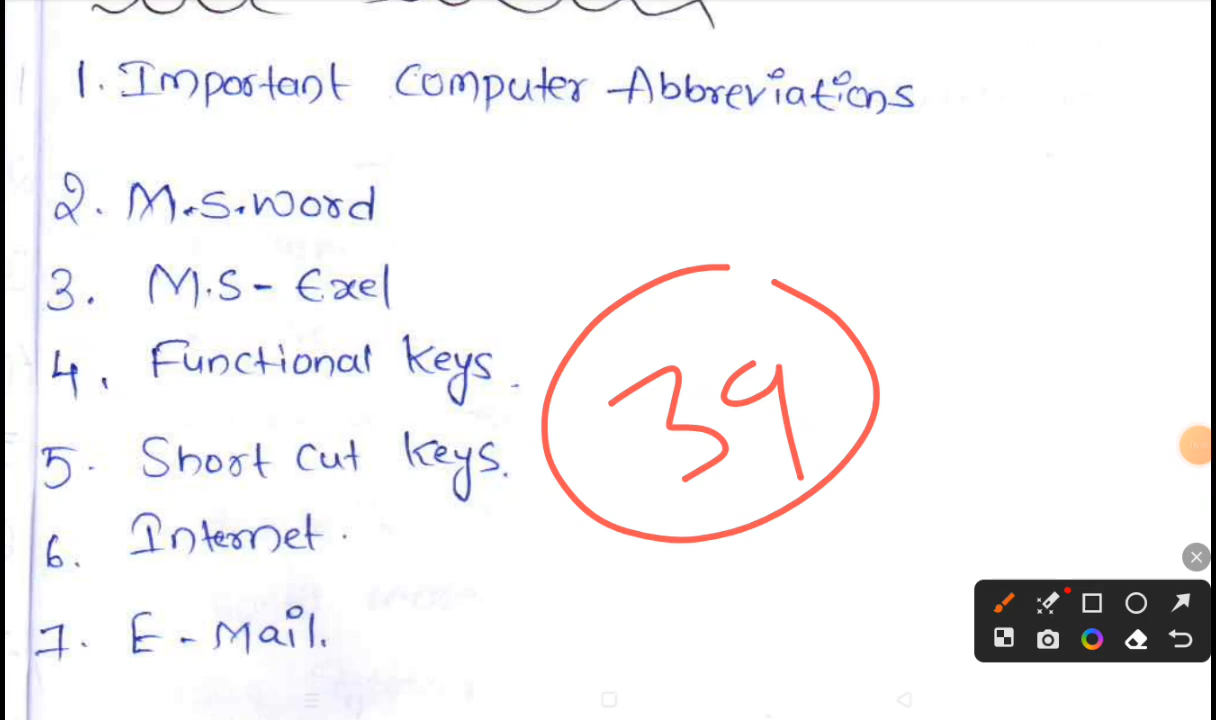 1. Important Computer Abbreviations
2. M.S.Word
3. M.S- Exel
4. Functional Keys.
39
5. Short Cut Keys.
6. Internet.
7. E-Mail.